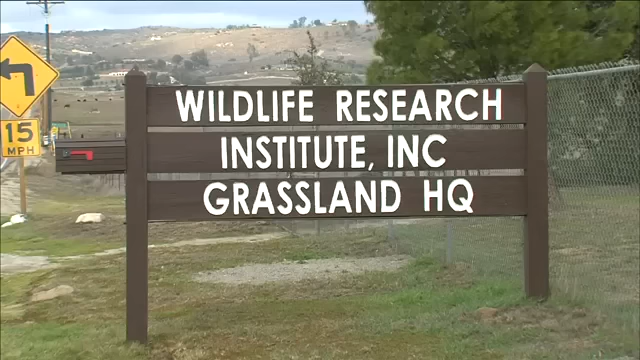 WILDLIFE RESEARCH
INSTITUTE, INC
GRASSLAND HQ
15
MPH